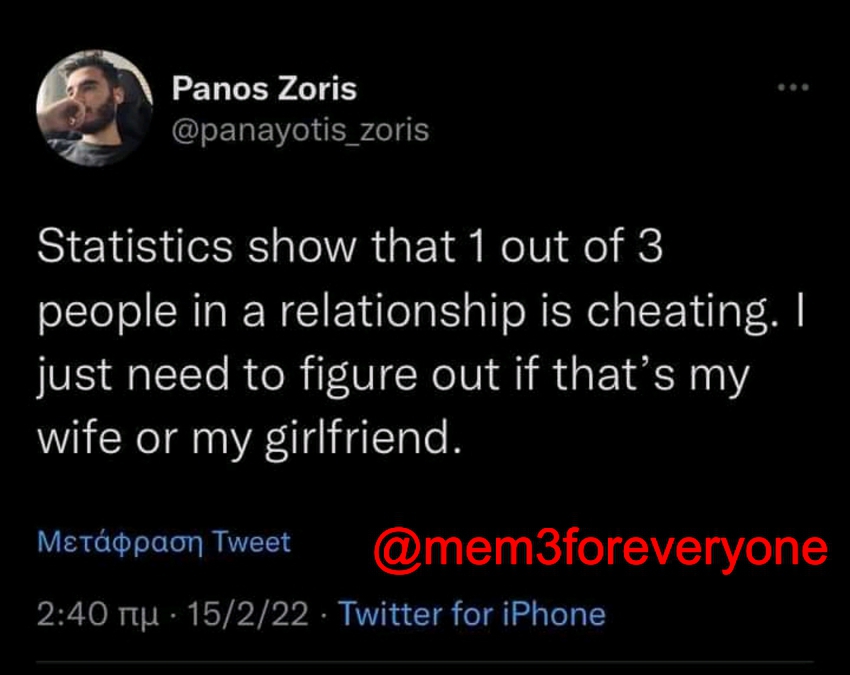 Panos Zoris
@panayotis_zoris
Statistics show that 1 out of 3
people in a relationship is cheating. I
just need to figure out if that’s my
wife or my girlfriend.
Μετάφραση Tweet
@mem3foreveryone
2:40 πμ · 15/2/22 · Twitter for iPhone